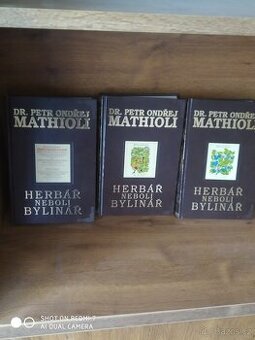 DR. PETR ONDŘEJ
MATHIOLI
HERBÁŘ
NEBOLI
BYLINÁŘ
DR. PETR ONDŘEJ
MATHIOLI
HERBÁŘ
NEBOLI
BYLINÁŘ
DR. PETR ONDŘEJ
MATHIOLI
HERBÁŘ
NEBOLI
BYLINÁŘ
SHOT ON REDMI 7
AI DUAL CAMERA